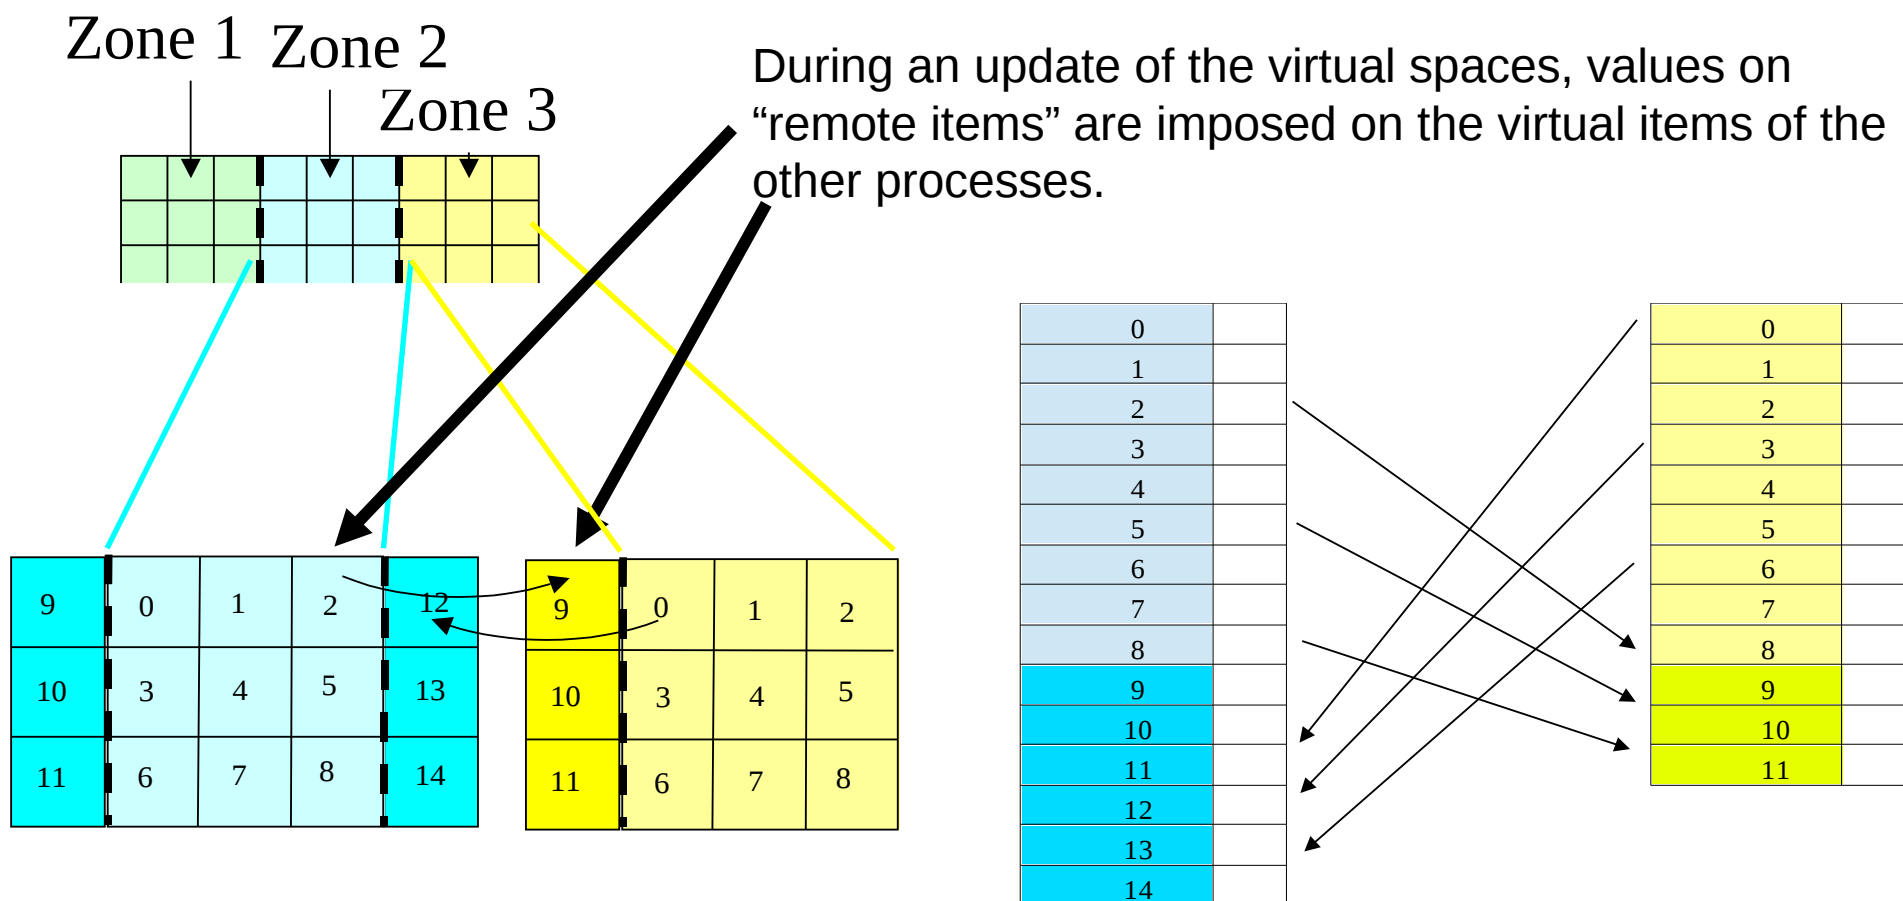 Zone 1 Zone 2
Zone 3
During an update of the virtual spaces, values on
“remote items” are imposed on the virtual items of the
other processes.
9 0 1 2 12
10 3 4 5 13
11 6 7 8 14
9 0 1 2
10 3 4 5
11 6 7 8
0
1
2
3
4
5
6
7
8
9
10
11
12
13
14
0
1
2
3
4
5
6
7
8
9
10
11